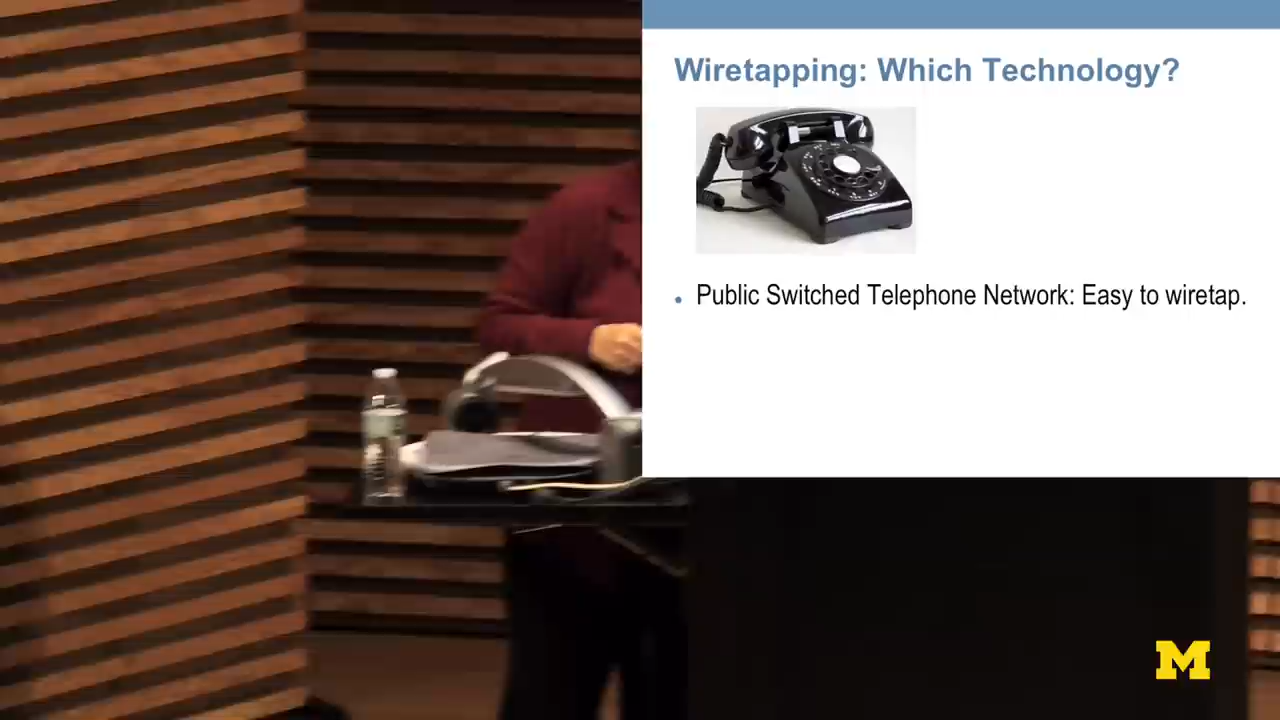 Wiretapping: Which Technology?
• Public Switched Telephone Network: Easy to wiretap.
M